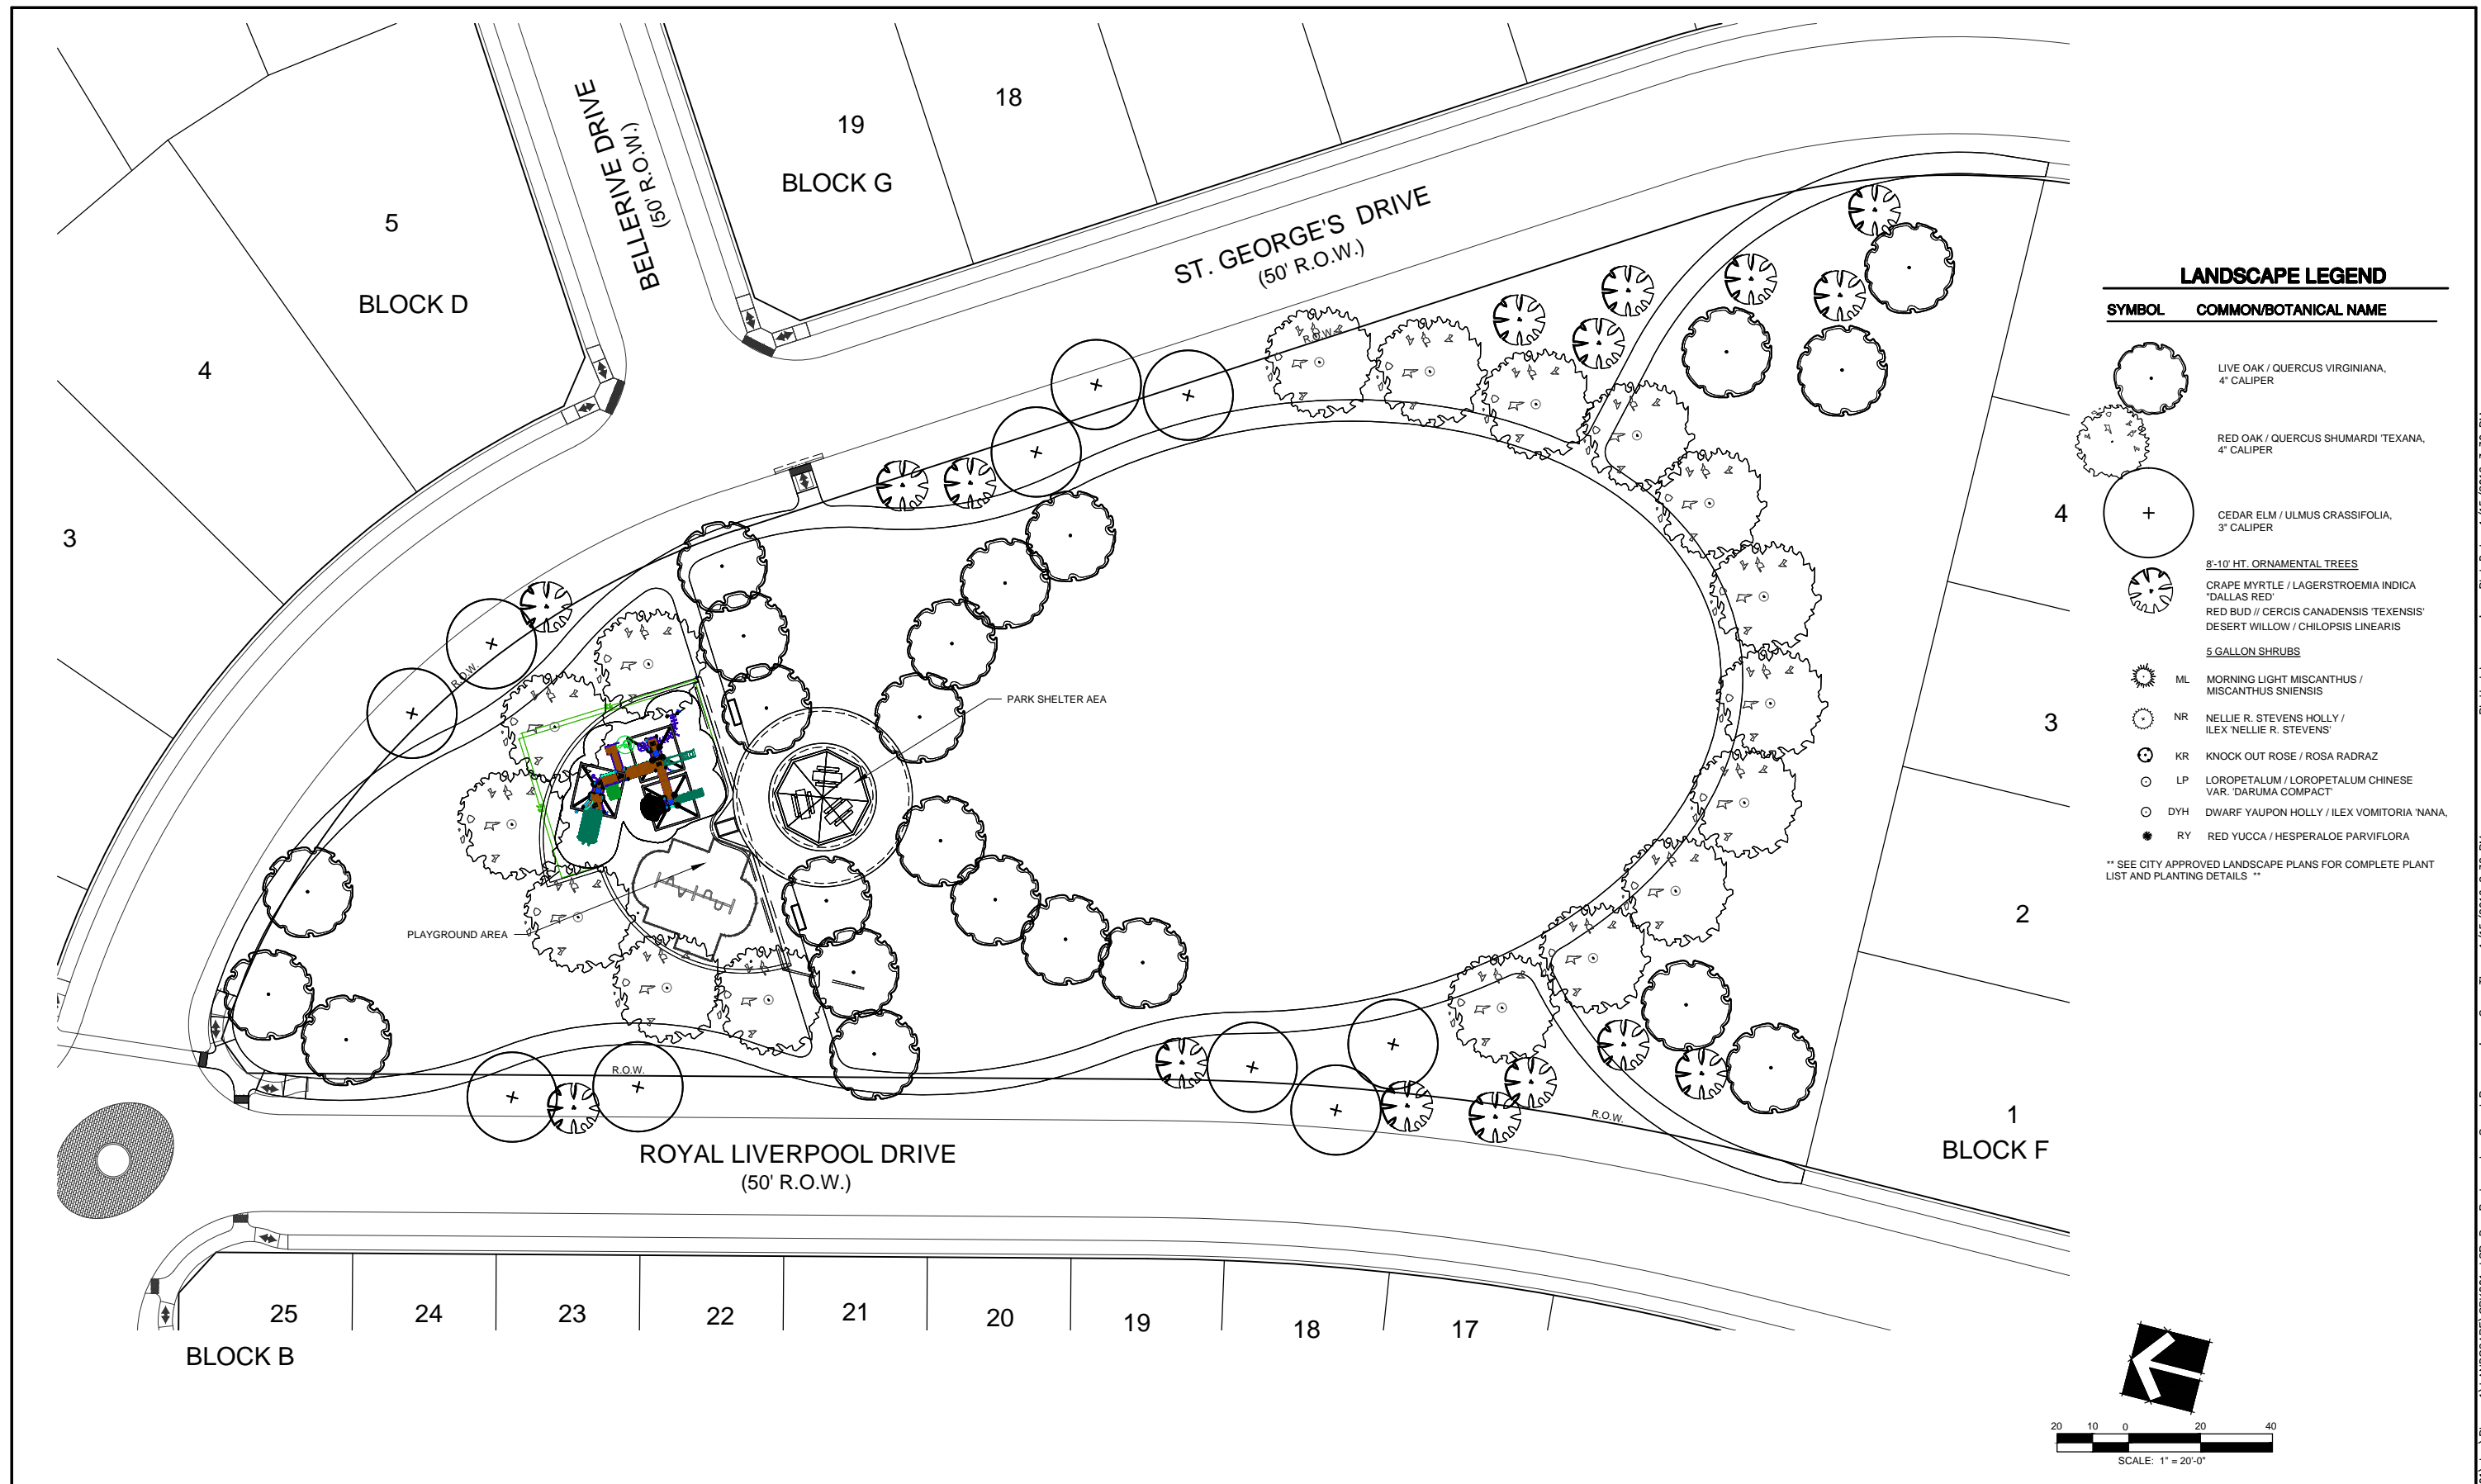 BELLERIVE DRIVE
(50' R.O.W.)
19
18
BLOCK G
5
BLOCK D
4
3
ST. GEORGE'S DRIVE
(50' R.O.W.)
R.O.W.
R.O.W.
PARK SHELTER AEA
PLAYGROUND AREA
R.O.W.
R.O.W.
4
3
2
1
BLOCK F
ROYAL LIVERPOOL DRIVE
(50' R.O.W.)
25
24
23
22
21
20
19
18
17
BLOCK B
LANDSCAPE LEGEND
SYMBOL COMMON/BOTANICAL NAME
LIVE OAK / QUERCUS VIRGINIANA,
4" CALIPER
RED OAK / QUERCUS SHUMARDI 'TEXANA,
4" CALIPER
CEDAR ELM / ULMUS CRASSIFOLIA,
3" CALIPER
8'-10' HT. ORNAMENTAL TREES
CRAPE MYRTLE / LAGERSTROEMIA INDICA
"DALLAS RED'
RED BUD // CERCIS CANADENSIS 'TEXENSIS'
DESERT WILLOW / CHILOPSIS LINEARIS
5 GALLON SHRUBS
ML MORNING LIGHT MISCANTHUS /
MISCANTHUS SNIENSIS
NR NELLIE R. STEVENS HOLLY /
ILEX 'NELLIE R. STEVENS'
KR KNOCK OUT ROSE / ROSA RADRAZ
LP LOROPETALUM / LOROPETALUM CHINESE
VAR. 'DARUMA COMPACT'
DYH DWARF YAUPON HOLLY / ILEX VOMITORIA 'NANA,
RY RED YUCCA / HESPERALOE PARVIFLORA
** SEE CITY APPROVED LANDSCAPE PLANS FOR COMPLETE PLANT
LIST AND PLANTING DETAILS **
20 10 0 20 40
SCALE: 1" = 20'-0"